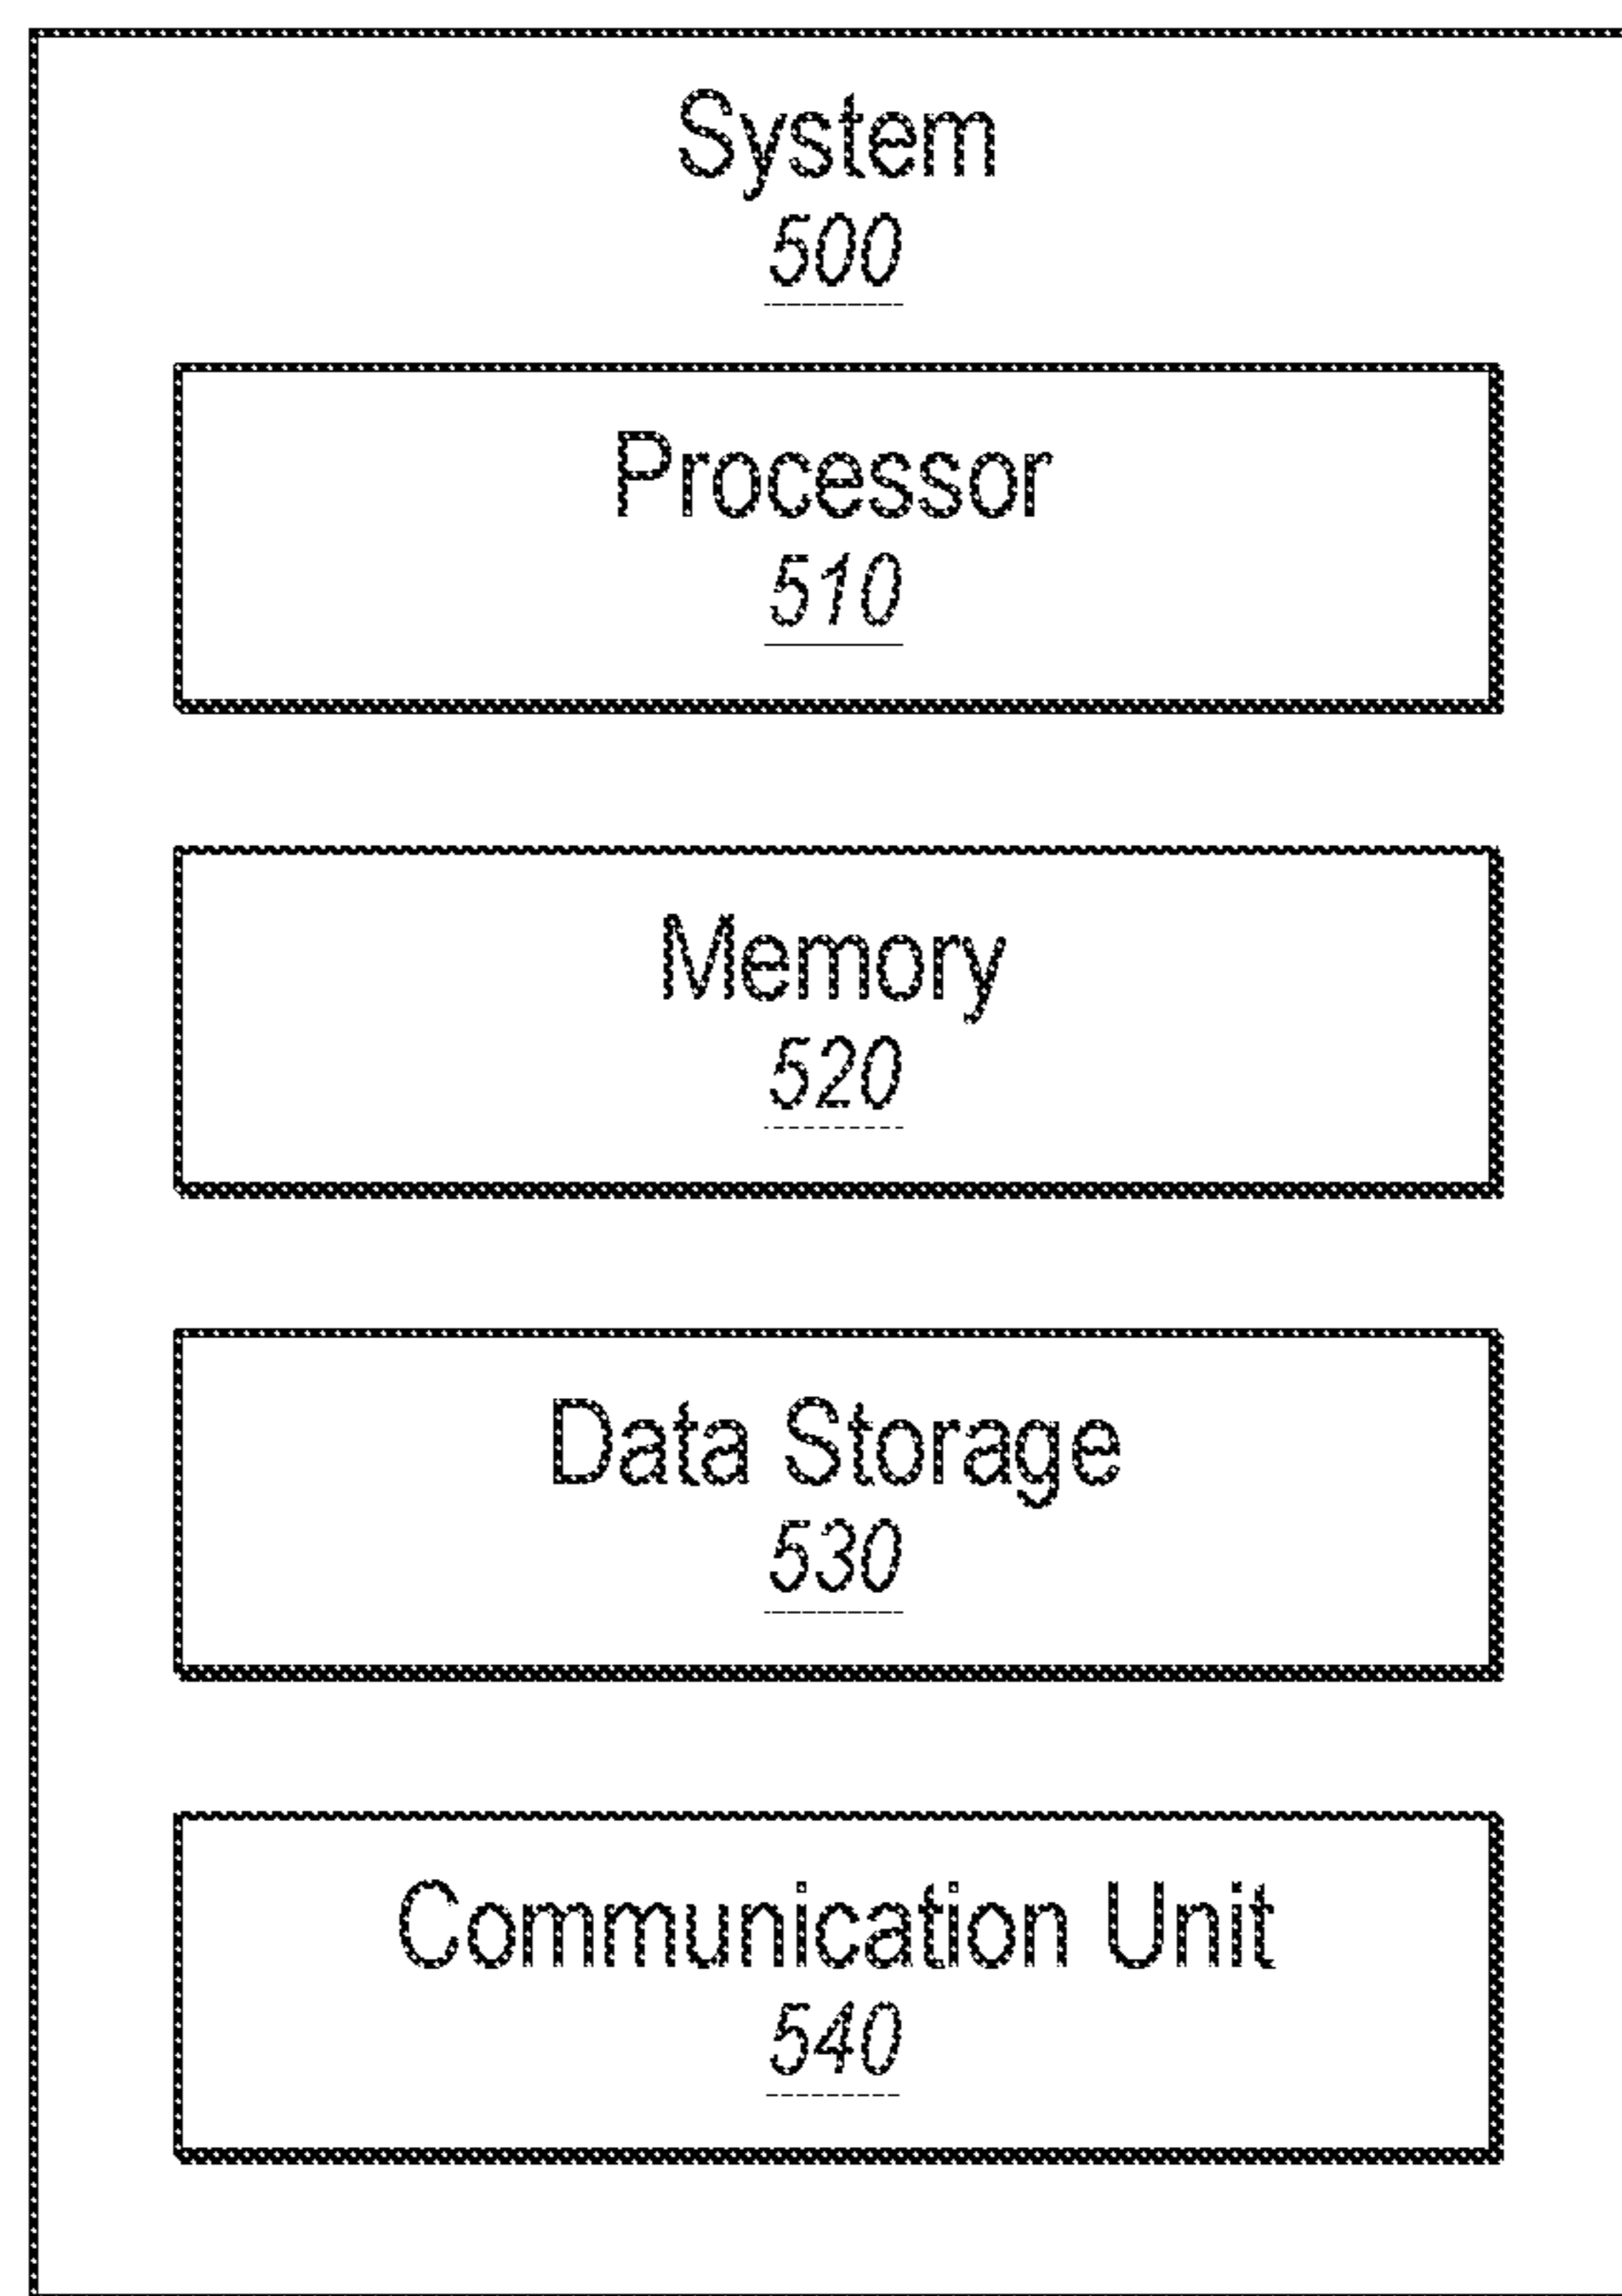 System
500
Processor
510
Memory
520
Data Storage
530
Communication Unit
540